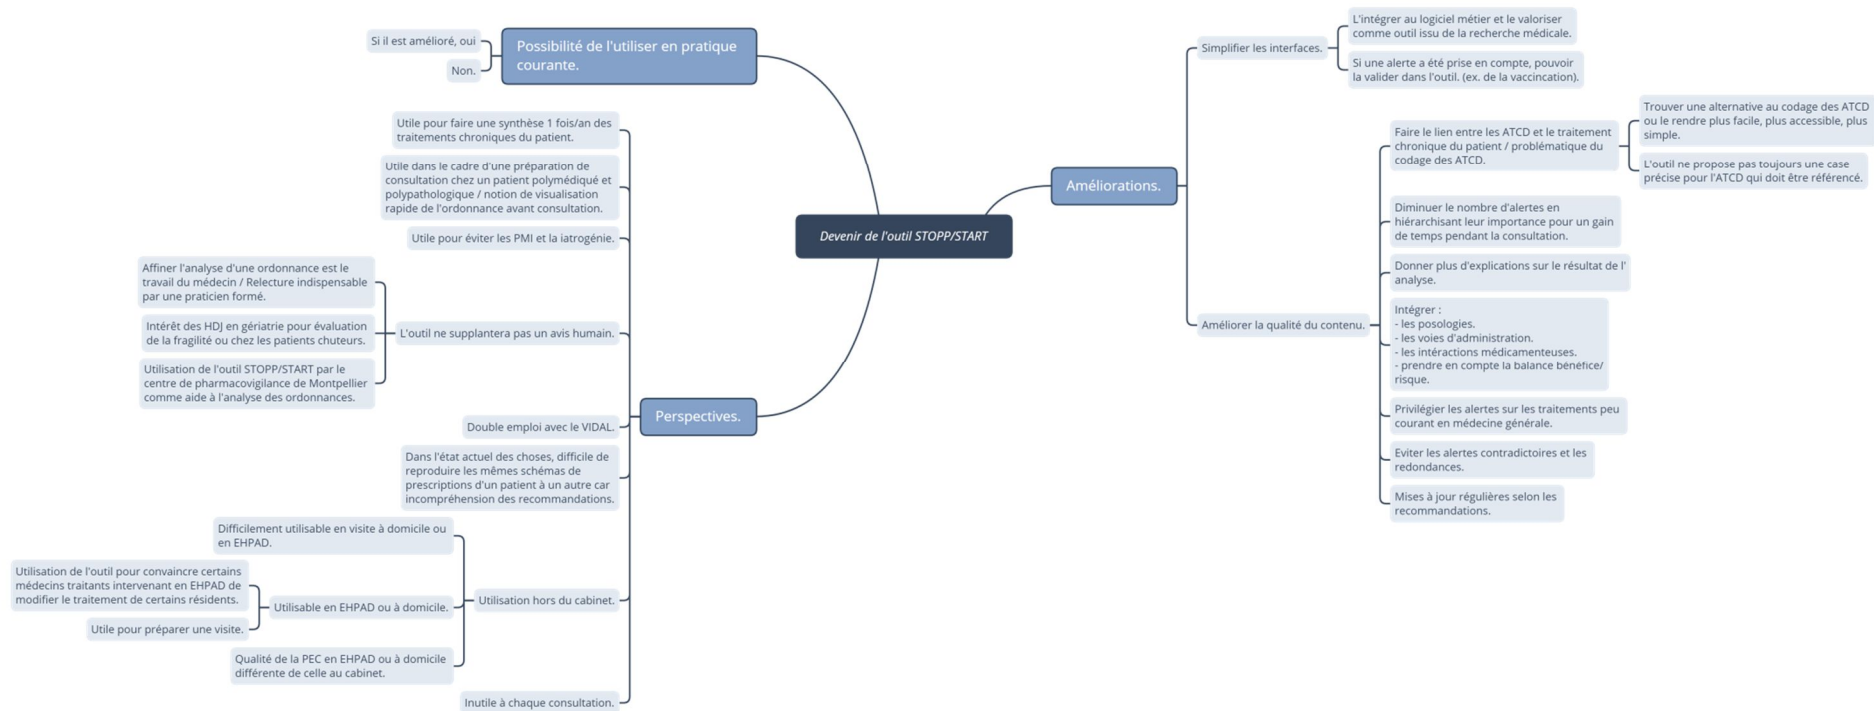 Devenir de l'outil STOPP/START
Possibilité de l'utiliser en pratique
courante.
Si il est amélioré, oui
Non.
Perspectives.
Utile pour faire une synthèse 1 fois/an des
traitements chroniques du patient.
Utile dans le cadre d'une préparation de
consultation chez un patient polymédiqué et
polypathologique / notion de visualisation
rapide de l'ordonnance avant consultation.
Utile pour éviter les PMI et la iatrogénie.
L'outil ne supplantera pas un avis humain.
Affiner l'analyse d'une ordonnance est le
travail du médecin / Relecture indispensable
par une praticien formé.
Intérêt des HDJ en gériatrie pour évaluation
de la fragilité ou chez les patients chuteurs.
Utilisation de l'outil STOPP/START par le
centre de pharmacovigilance de Montpellier
comme aide à l'analyse des ordonnances.
Double emploi avec le VIDAL.
Dans l'état actuel des choses, difficile de
reproduire les mêmes schémas de
prescriptions d'un patient à un autre car
incompréhension des recommandations.
Utilisation hors du cabinet.
Difficilement utilisable en visite à domicile ou
en EHPAD.
Utilisable en EHPAD ou à domicile.
Utilisation de l'outil pour convaincre certains
médecins traitants intervenant en EHPAD de
modifier le traitement de certains résidents.
Utile pour préparer une visite.
Qualité de la PEC en EHPAD ou à domicile
différente de celle au cabinet.
Inutile à chaque consultation.
Améliorations.
Simplifier les interfaces.
L'intégrer au logiciel métier et le valoriser
comme outil issu de la recherche médicale.
Si une alerte a été prise en compte, pouvoir
la valider dans l'outil. (ex. de la vaccincation).
Améliorer la qualité du contenu.
Faire le lien entre les ATCD et le traitement
chronique du patient / problématique du
codage des ATCD.
Trouver une alternative au codage des ATCD
ou le rendre plus facile, plus accessible, plus
simple.
L'outil ne propose pas toujours une case
précise pour l'ATCD qui doit être référencé.
Diminuer le nombre d'alertes en
hiérarchisant leur importance pour un gain
de temps pendant la consultation.
Donner plus d'explications sur le résultat de l'
analyse.
Intégrer :
- les posologies.
- les voies d'administration.
- les intéractions médicamenteuses.
- prendre en compte la balance bénéfice/
risque.
Privilégier les alertes sur les traitements peu
courant en médecine générale.
Eviter les alertes contradictoires et les
redondances.
Mises à jour régulières selon les
recommandations.